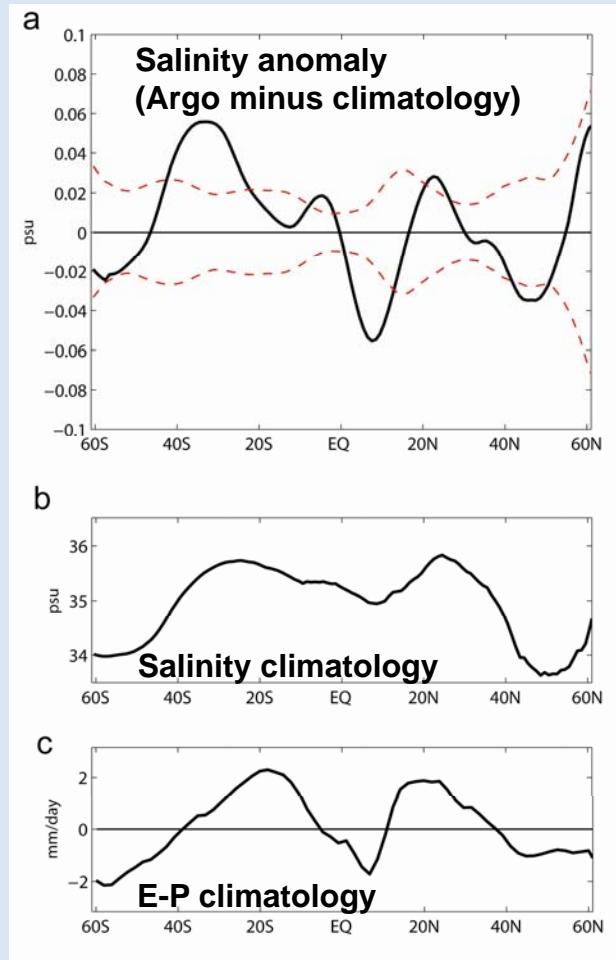 a
Salinity anomaly
(Argo minus climatology)
psu
0.1
0.08
0.06
0.04
0.02
0
−0.02
−0.04
−0.06
−0.08
−0.1
60S 40S 20S EQ 20N 40N 60N
b
psu
36
35
34
Salinity climatology
60S 40S 20S EQ 20N 40N 60N
c
mm/day
2
0
−2
E-P climatology
60S 40S 20S EQ 20N 40N 60N